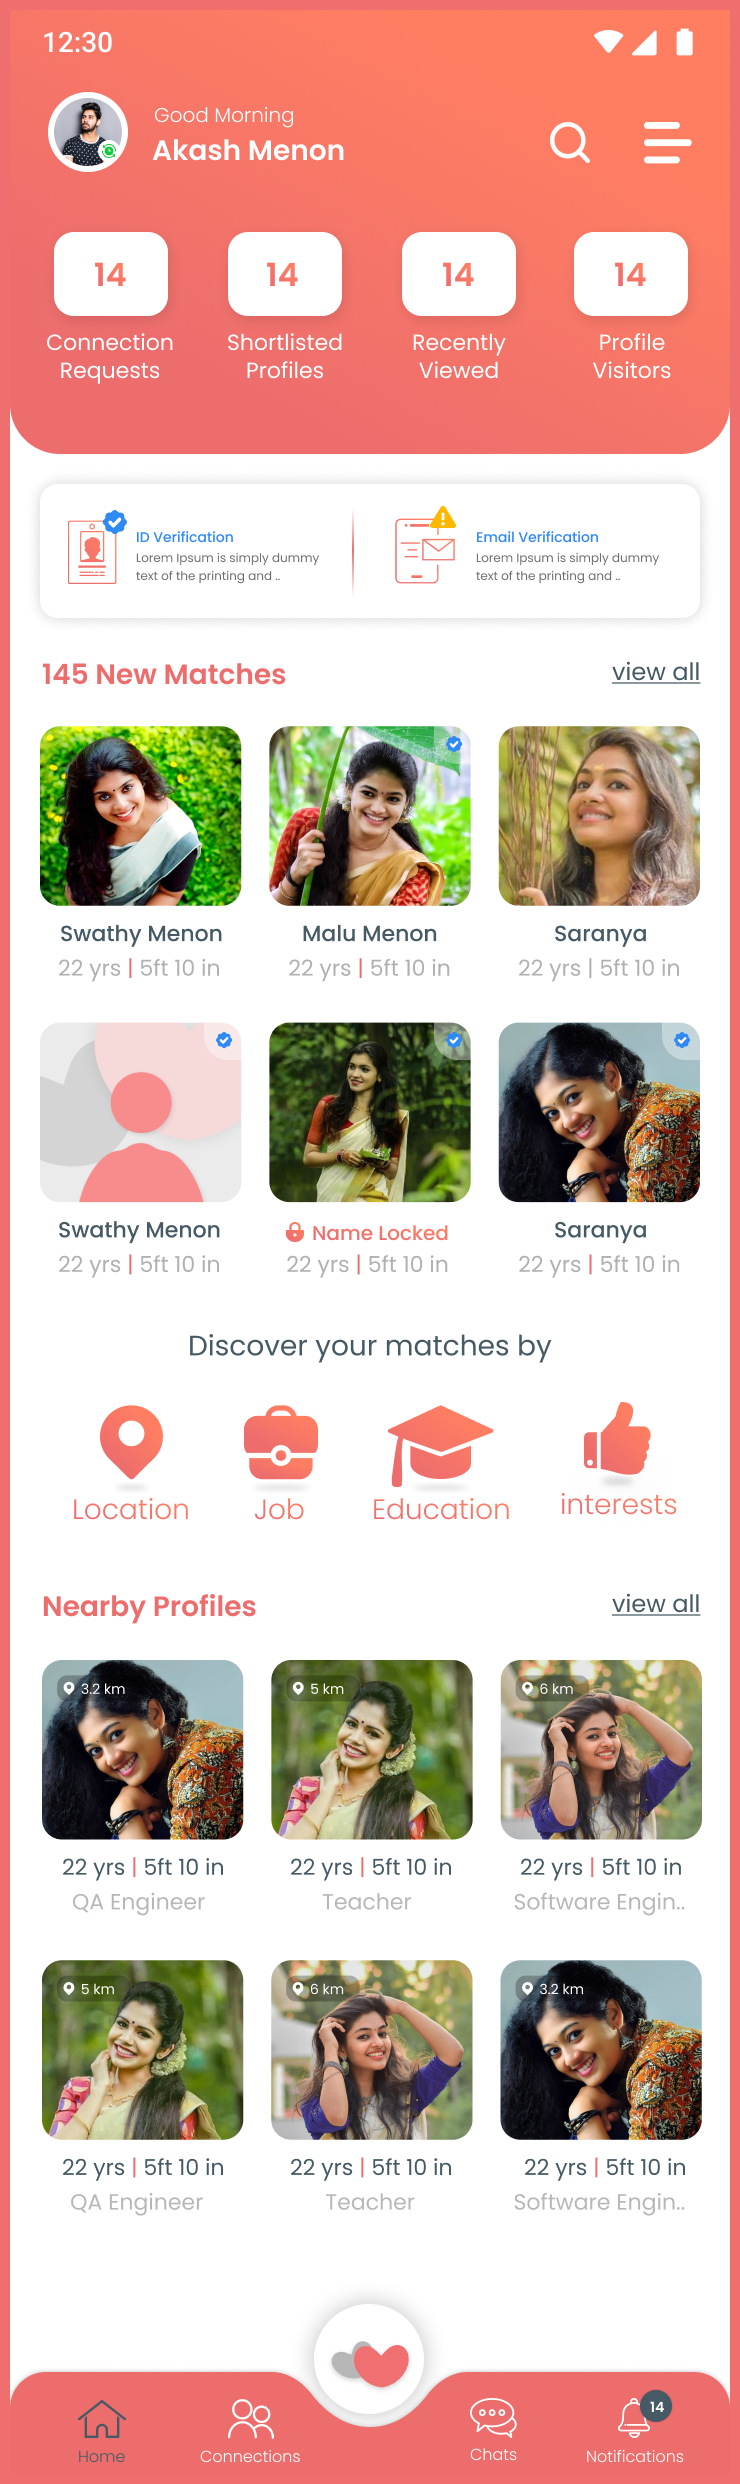 12:30
Good Morning
Akash Menon
14 14 14 14
Connection Shortlisted Recently Profile
Requests Profiles Viewed Visitors
ID Verification
Lorem Ipsum is simply dummy
text of the printing and ..
Email Verification
Lorem Ipsum is simply dummy
text of the printing and ..
145 New Matches view all
Swathy Menon Malu Menon Saranya
22 yrs | 5ft 10 in 22 yrs | 5ft 10 in 22 yrs | 5ft 10 in
Swathy Menon Name Locked Saranya
22 yrs | 5ft 10 in 22 yrs | 5ft 10 in 22 yrs | 5ft 10 in
Discover your matches by
Location Job Education interests
Nearby Profiles view all
3.2 km 5 km 6 km
22 yrs | 5ft 10 in 22 yrs | 5ft 10 in 22 yrs | 5ft 10 in
QA Engineer Teacher Software Engin..
5 km 6 km 3.2 km
22 yrs | 5ft 10 in 22 yrs | 5ft 10 in 22 yrs | 5ft 10 in
QA Engineer Teacher Software Engin..
14
Home Connections Chats Notifications